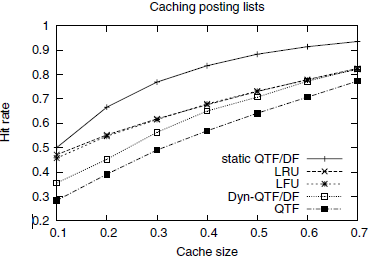 Caching posting lists
1
0.9
0.8
0.7
0.6
0.5
0.4
0.3
0.2
Hit rate
static QTF/DF
LRU
LFU
Dyn-QTF/DF
QTF
0.1 0.2 0.3 0.4 0.5 0.6 0.7
Cache size